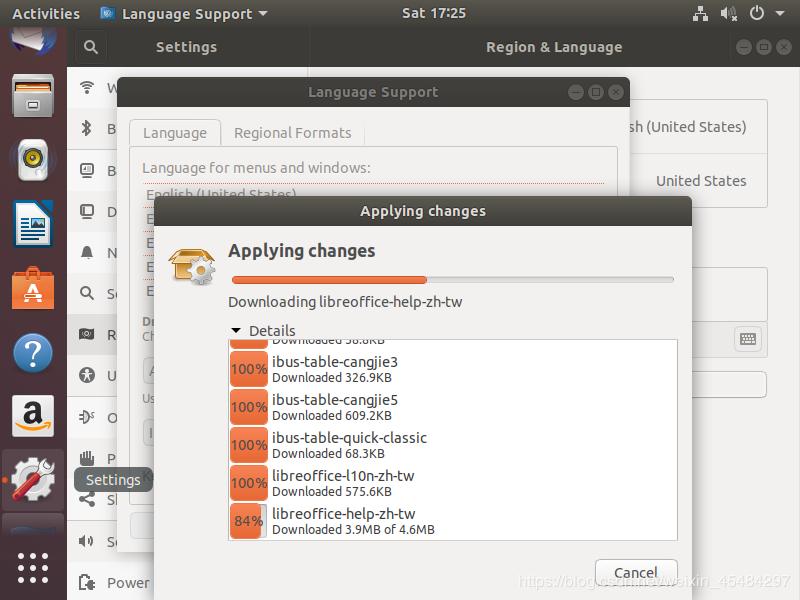 Activities
Language Support
Sat 17:25
Settings
Region & Language
Language Support
Language
Regional Formats
sh (United States)
Language for menus and windows:
United States
English (United States)
Applying changes
Applying changes
Downloading libreoffice-help-zh-tw
Details
Downloaded 58.8KB
100%
ibus-table-cangjie3
Downloaded 326.9KB
100%
ibus-table-cangjie5
Downloaded 609.2KB
100%
ibus-table-quick-classic
Downloaded 68.3KB
100%
libreoffice-l10n-zh-tw
Downloaded 575.6KB
84%
libreoffice-help-zh-tw
Downloaded 3.9MB of 4.6MB
Settings
Power
Cancel
https://blog.csdn.net/weixin_45484297